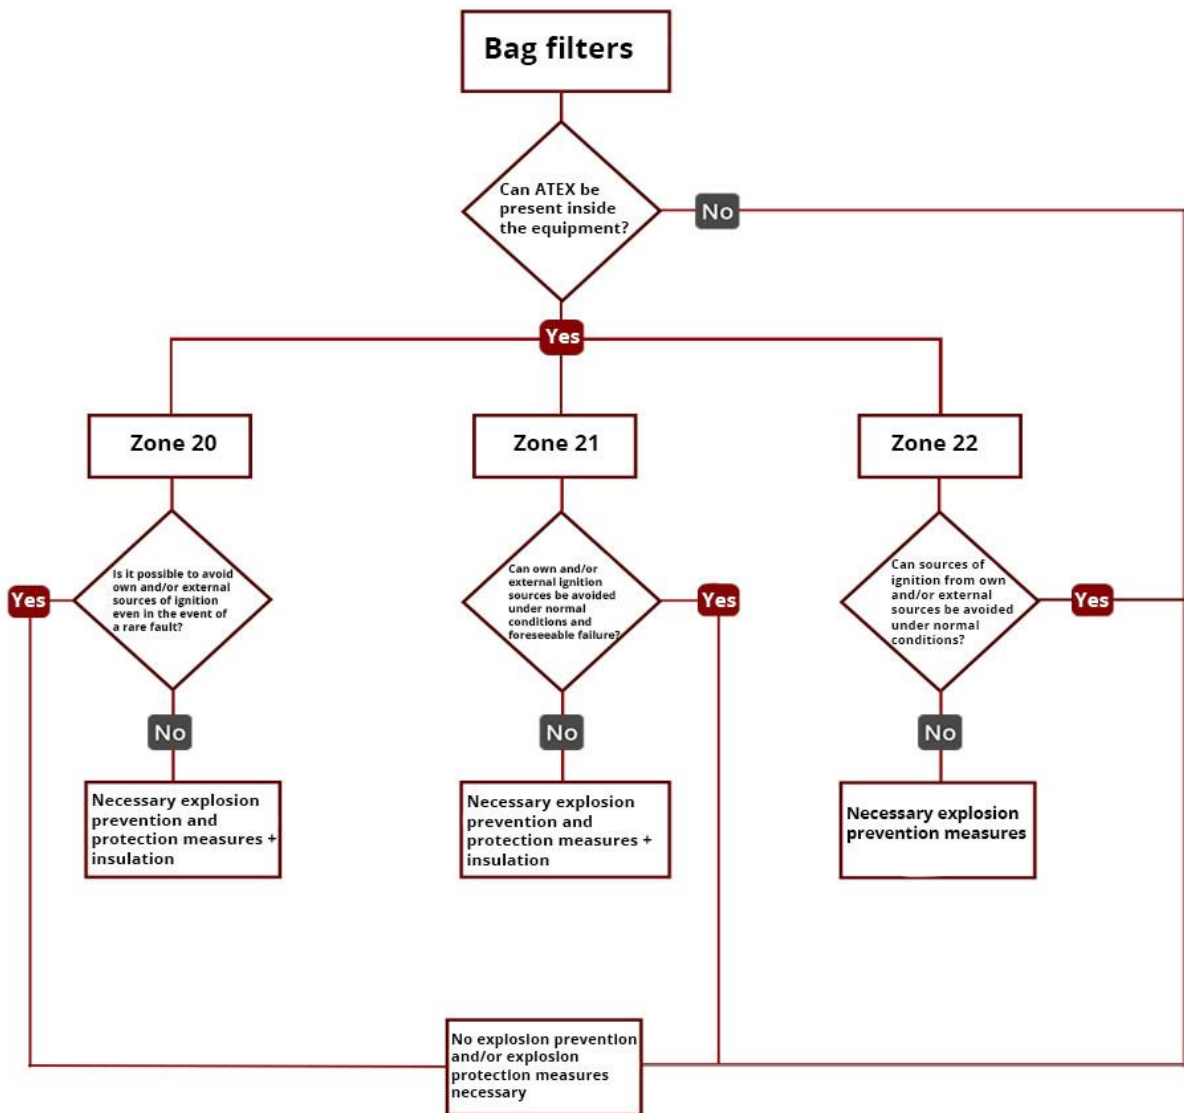 Bag filters
Can ATEX be
present inside
the equipment?
No
Yes
Zone 20
Zone 21
Zone 22
Is it possible to avoid
own and/or external
sources of ignition
even in the event of
a rare fault?
Yes
Can own and/or
external ignition
sources be avoided
under normal
conditions and
foreseeable failure?
Yes
Can sources of
ignition from own
and/or external
sources be avoided
under normal
conditions?
Yes
No
No
No
Necessary explosion
prevention and
protection measures +
insulation
Necessary explosion
prevention and
protection measures +
insulation
Necessary explosion
prevention measures
No explosion prevention
and/or explosion
protection measures
necessary